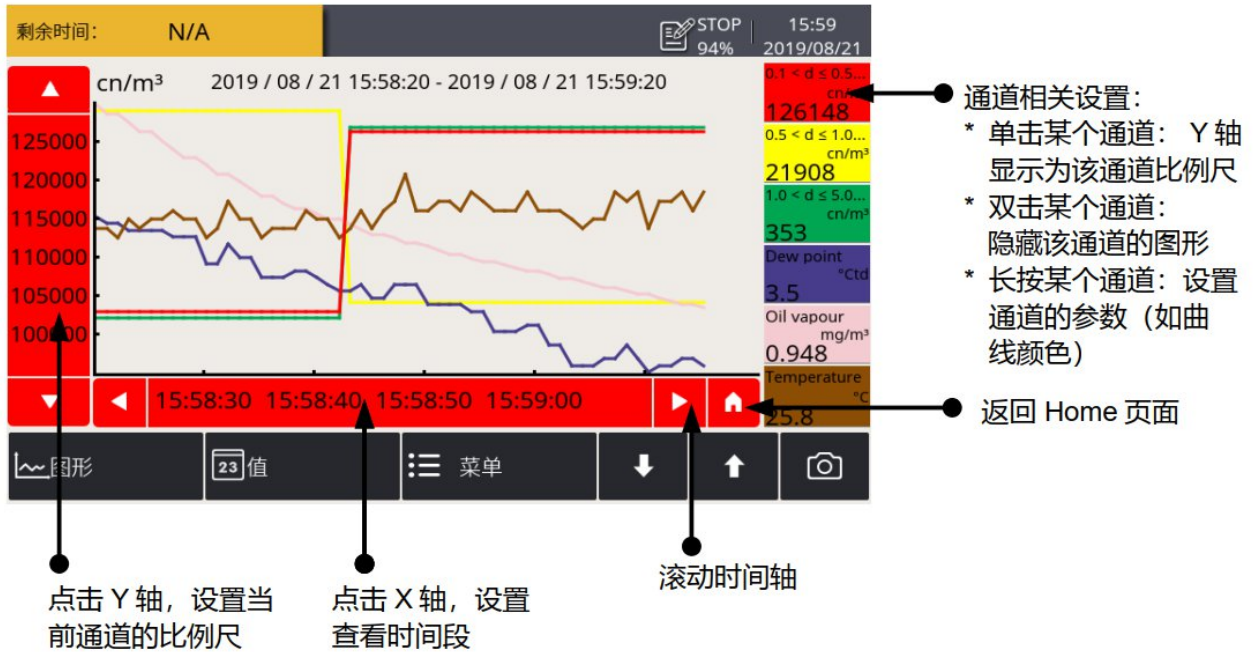 剩余时间： N/A
STOP
94%
15:59
2019/08/21
cn/m³ 2019 / 08 / 21 15:58:20 - 2019 / 08 / 21 15:59:20
125000
120000
115000
110000
105000
15:58:30 15:58:40 15:58:50 15:59:00
0.1 < d ≤ 0.5...
126148
0.5 < d ≤ 1.0...
cn/m³
21908
1.0 < d ≤ 5.0...
cn/m³
353
Dew point
°Ctd
3.5
Oil vapour
mg/m³
0.948
Temperature
°C
25.8
图形
23 值
菜单
通道相关设置：
* 单击某个通道： Y 轴
显示为该通道比例尺
* 双击某个通道：
隐藏该通道的图形
* 长按某个通道：设置
通道的参数（如曲
线颜色）
返回 Home 页面
点击 Y 轴，设置当
前通道的比例尺
点击 X 轴，设置
查看时间段
滚动时间轴